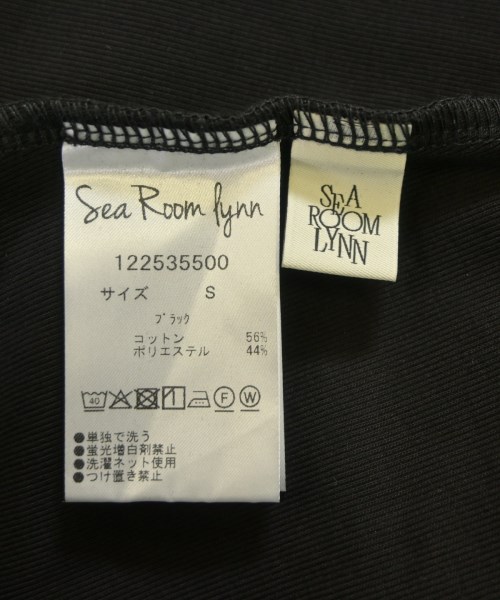 Sea Room lynn
122535500
サイズ S
ﾌﾞﾗｯｸ
コットン 56%
ポリエステル 44%
40 F W
●単独で洗う
●蛍光増白剤禁止
●洗濯ネット使用
●つけ置き禁止
SEA
ROOM
LYNN